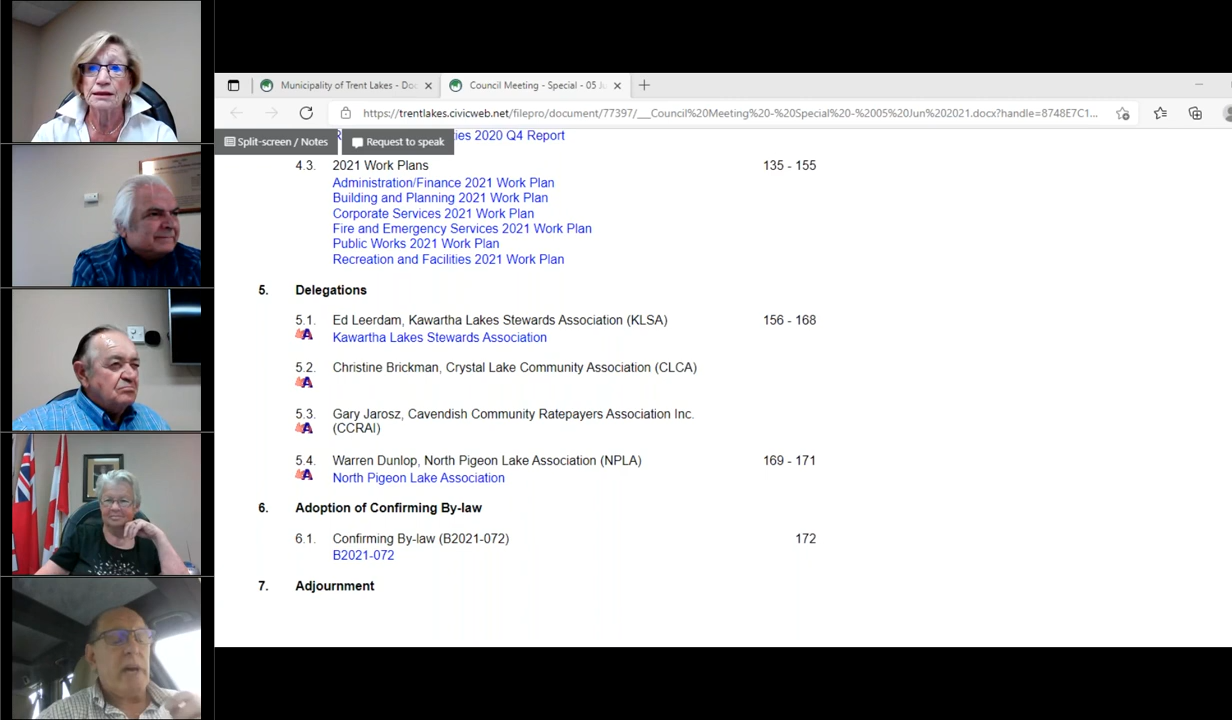 Municipality of Trent Lakes - Doc
Council Meeting - Special - 05 Ju
https://trentlakes.civicweb.net/filepro/document/77397/___Council%20Meeting%20-%20Special%20-%2005%20Jun%202021.docx?handle=8748E7C1...
Split-screen / Notes
Request to speak
ties 2020 Q4 Report
4.3. 2021 Work Plans 135 - 155
Administration/Finance 2021 Work Plan
Building and Planning 2021 Work Plan
Corporate Services 2021 Work Plan
Fire and Emergency Services 2021 Work Plan
Public Works 2021 Work Plan
Recreation and Facilities 2021 Work Plan
5. Delegations
5.1. Ed Leerdam, Kawartha Lakes Stewards Association (KLSA) 156 - 168
Kawartha Lakes Stewards Association
5.2. Christine Brickman, Crystal Lake Community Association (CLCA)
5.3. Gary Jarosz, Cavendish Community Ratepayers Association Inc.
(CCRAI)
5.4. Warren Dunlop, North Pigeon Lake Association (NPLA) 169 - 171
North Pigeon Lake Association
6. Adoption of Confirming By-law
6.1. Confirming By-law (B2021-072) 172
B2021-072
7. Adjournment